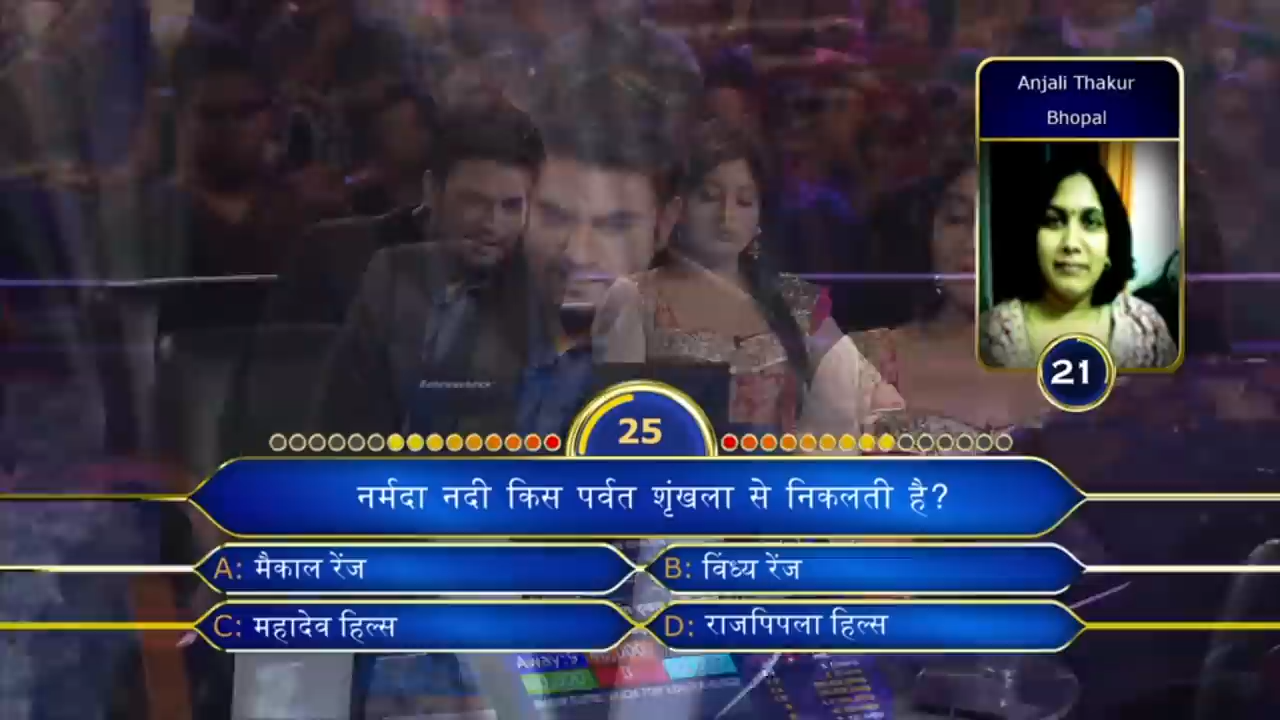 Anjali Thakur
Bhopal
21
25
नर्मदा नदी किस पर्वत शृंखला से निकलती है?
A: मैकाल रेंज
B: विंध्य रेंज
C: महादेव हिल्स
D: राजपिपला हिल्स